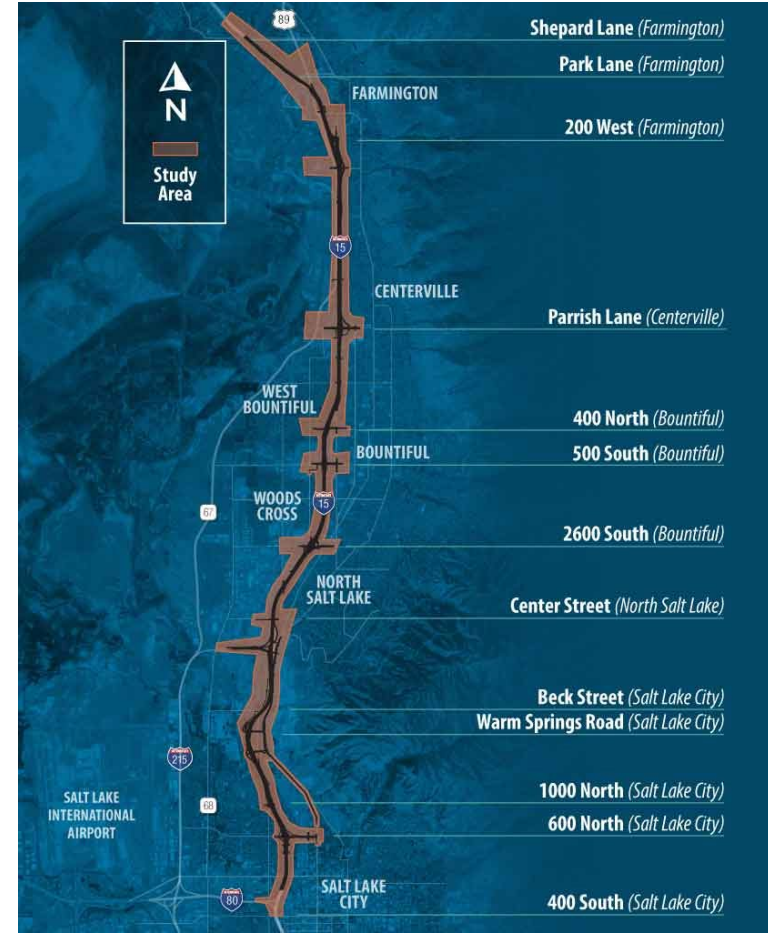 89
Shepard Lane (Farmington)
Park Lane (Farmington)
N
FARMINGTON
200 West (Farmington)
Study
Area
15
CENTERVILLE
Parrish Lane (Centerville)
WEST
BOUNTIFUL
400 North (Bountiful)
BOUNTIFUL
500 South (Bountiful)
WOODS
CROSS
15
67
2600 South (Bountiful)
NORTH
SALT LAKE
Center Street (North Salt Lake)
Beck Street (Salt Lake City)
Warm Springs Road (Salt Lake City)
215
SALT LAKE
INTERNATIONAL
AIRPORT
68
1000 North (Salt Lake City)
600 North (Salt Lake City)
SALT LAKE
CITY
80
400 South (Salt Lake City)